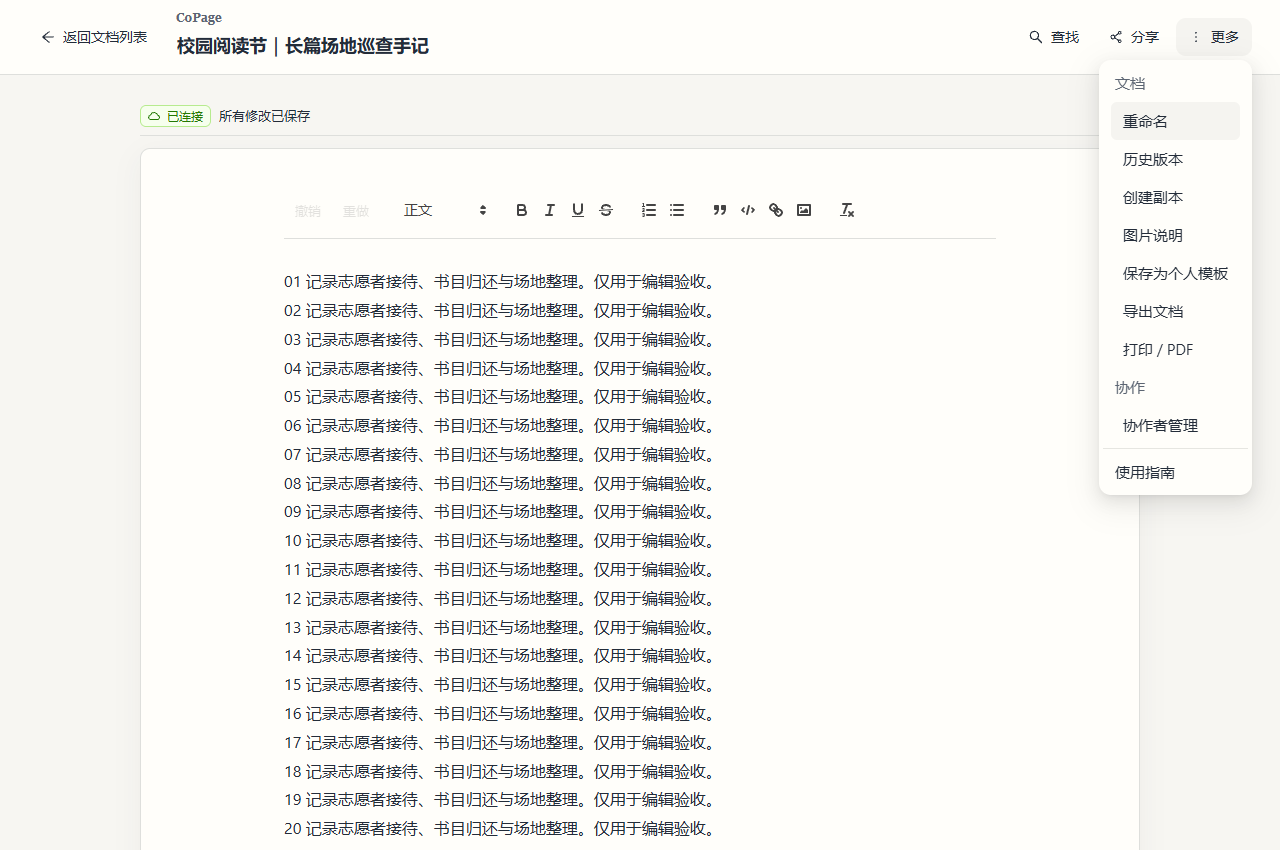 CoPage
返回文档列表
校园阅读节｜长篇场地巡查手记
查找
分享
更多
已连接
所有修改已保存
文档
重命名
历史版本
创建副本
图片说明
保存为个人模板
导出文档
打印 / PDF
协作
协作者管理
使用指南
撤销
重做
正文
01 记录志愿者接待、书目归还与场地整理。仅用于编辑验收。
02 记录志愿者接待、书目归还与场地整理。仅用于编辑验收。
03 记录志愿者接待、书目归还与场地整理。仅用于编辑验收。
04 记录志愿者接待、书目归还与场地整理。仅用于编辑验收。
05 记录志愿者接待、书目归还与场地整理。仅用于编辑验收。
06 记录志愿者接待、书目归还与场地整理。仅用于编辑验收。
07 记录志愿者接待、书目归还与场地整理。仅用于编辑验收。
08 记录志愿者接待、书目归还与场地整理。仅用于编辑验收。
09 记录志愿者接待、书目归还与场地整理。仅用于编辑验收。
10 记录志愿者接待、书目归还与场地整理。仅用于编辑验收。
11 记录志愿者接待、书目归还与场地整理。仅用于编辑验收。
12 记录志愿者接待、书目归还与场地整理。仅用于编辑验收。
13 记录志愿者接待、书目归还与场地整理。仅用于编辑验收。
14 记录志愿者接待、书目归还与场地整理。仅用于编辑验收。
15 记录志愿者接待、书目归还与场地整理。仅用于编辑验收。
16 记录志愿者接待、书目归还与场地整理。仅用于编辑验收。
17 记录志愿者接待、书目归还与场地整理。仅用于编辑验收。
18 记录志愿者接待、书目归还与场地整理。仅用于编辑验收。
19 记录志愿者接待、书目归还与场地整理。仅用于编辑验收。
20 记录志愿者接待、书目归还与场地整理。仅用于编辑验收。